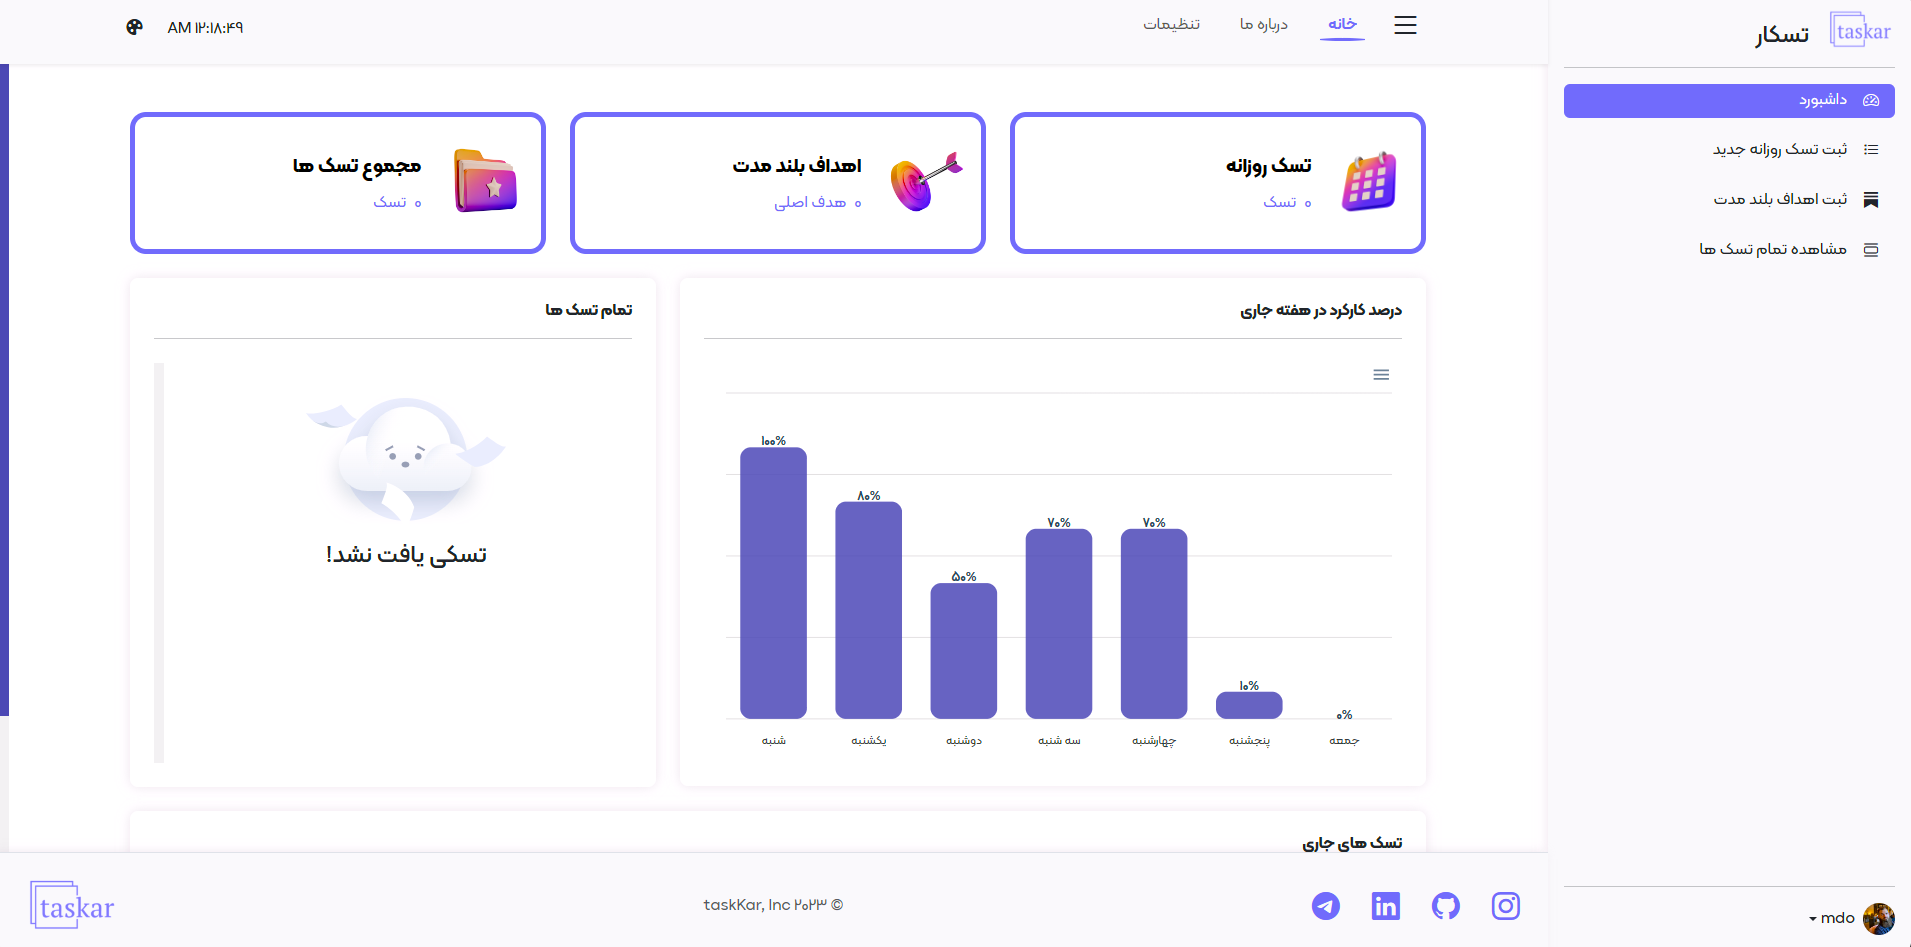 taskar
تسکار
داشبورد
ثبت تسک روزانه جدید
ثبت اهداف بلند مدت
مشاهده تمام تسک ها
mdo
خانه
درباره ما
تنظیمات
۱۲:۱۸:۴۹ AM
تسک روزانه
۰ تسک
اهداف بلند مدت
۰ هدف اصلی
مجموع تسک ها
۰ تسک
درصد کارکرد در هفته جاری
۱۰۰%
۸۰%
۵۰%
۷۰%
۷۰%
۱۰%
۰%
شنبه
یکشنبه
دوشنبه
سه شنبه
چهارشنبه
پنجشنبه
جمعه
تمام تسک ها
تسکی یافت نشد!
تسک های جاری
taskKar, Inc ۲۰۲۳ ©
taskar